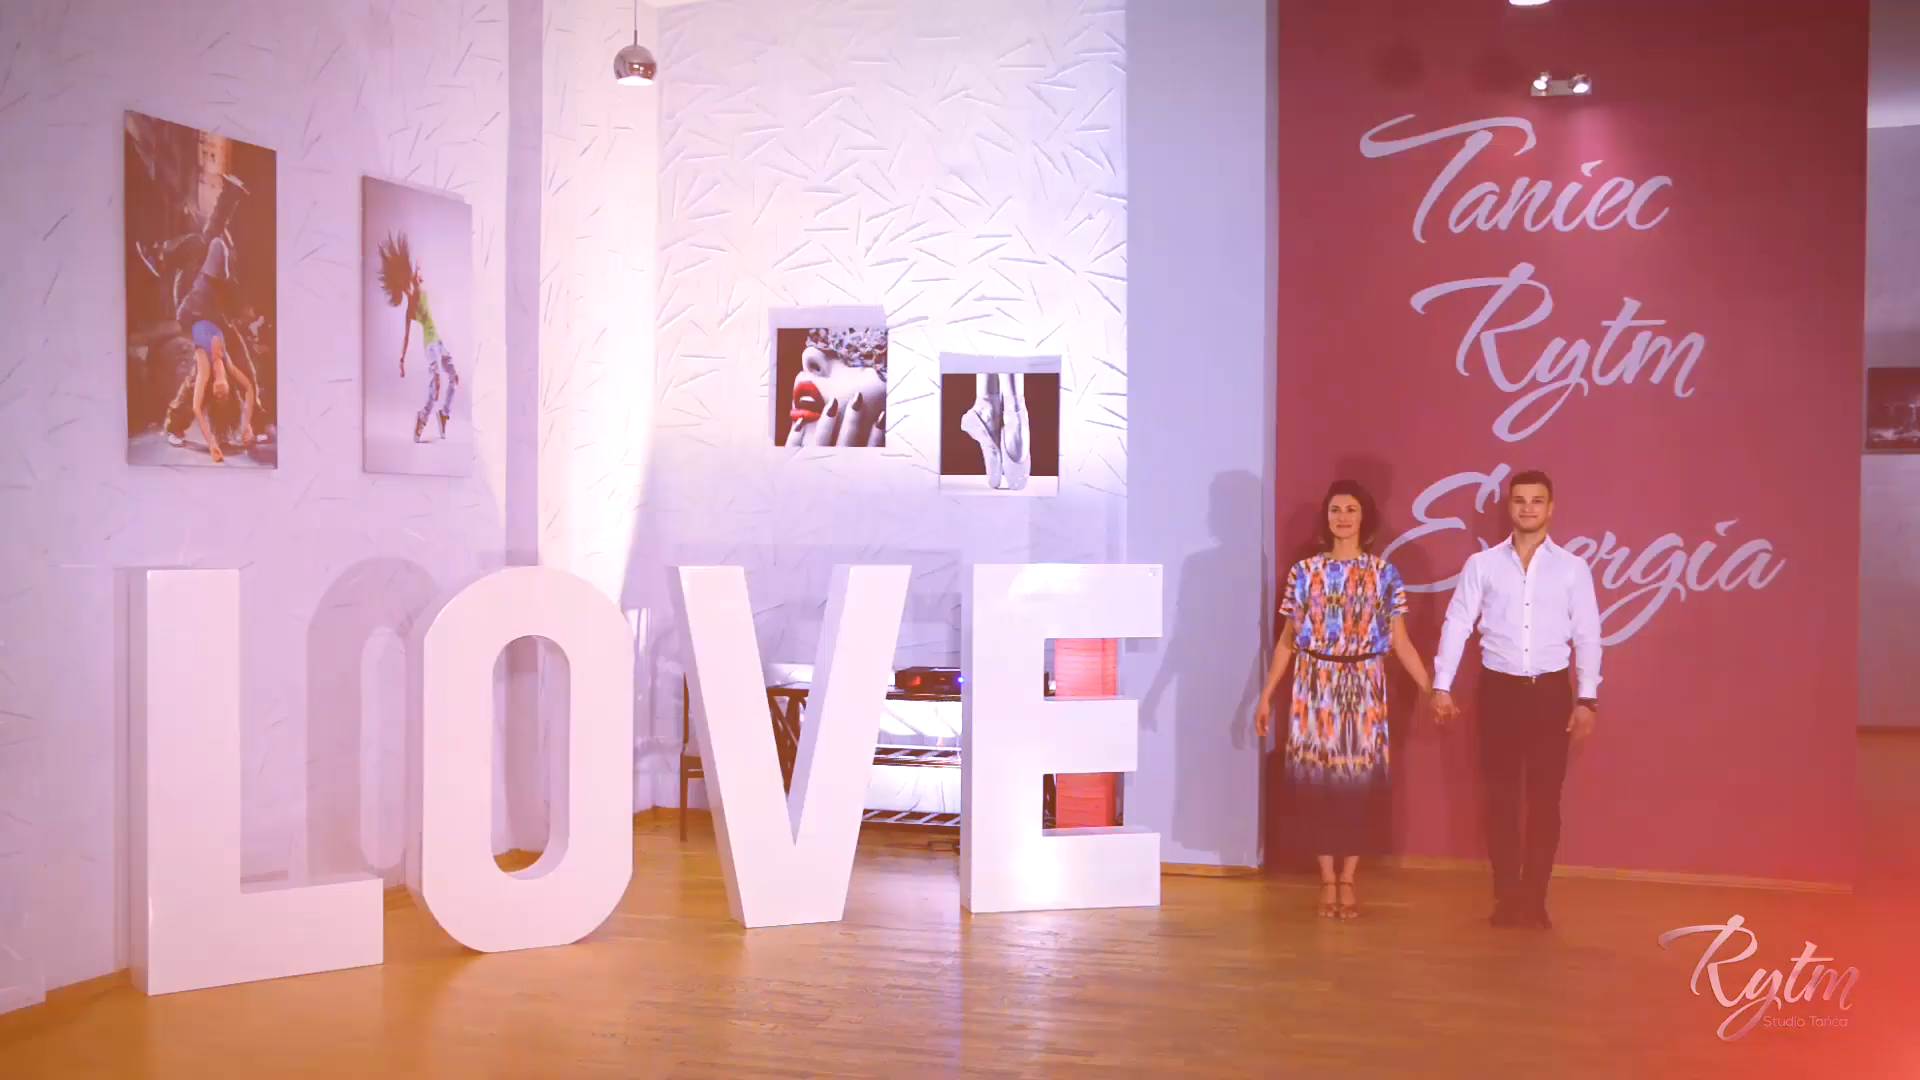 LOVE
Taniec
Rytm
Energia
Rytm
Studio Tańca